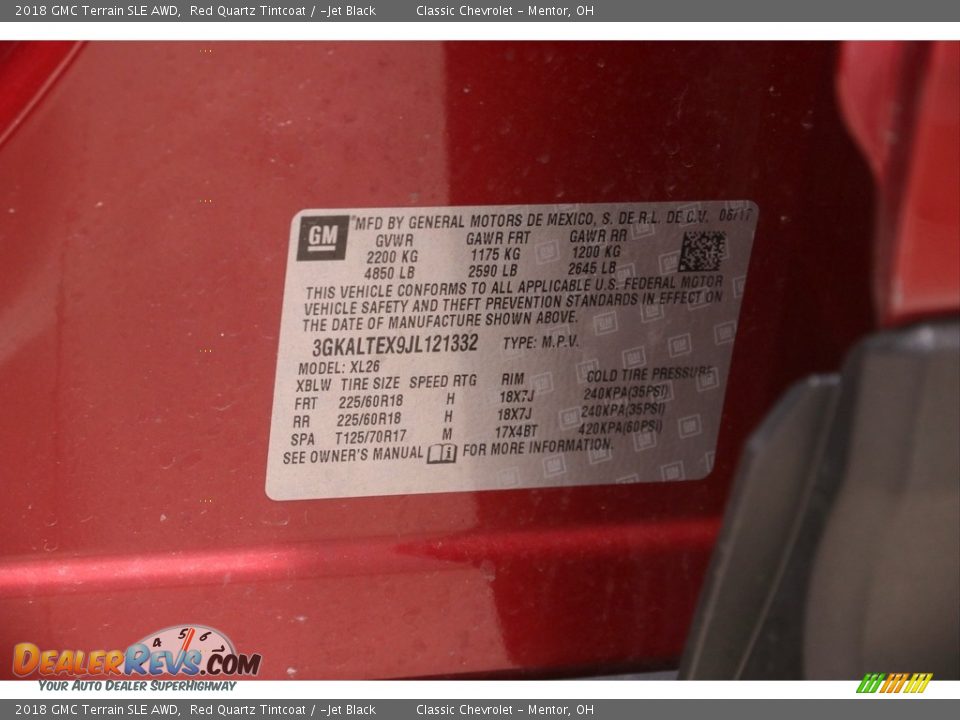 2018 GMC Terrain SLE AWD, Red Quartz Tintcoat / -Jet Black Classic Chevrolet - Mentor, OH
GM ® MFD BY GENERAL MOTORS DE MEXICO, S. DE R.L. DE C.V. 06/17
GVWR GAWR FRT GAWR RR
2200 KG 1175 KG 1200 KG
4850 LB 2590 LB 2645 LB
THIS VEHICLE CONFORMS TO ALL APPLICABLE U.S. FEDERAL MOTOR
VEHICLE SAFETY AND THEFT PREVENTION STANDARDS IN EFFECT ON
THE DATE OF MANUFACTURE SHOWN ABOVE.
3GKALTEX9JL121332 TYPE: M.P.V.
MODEL: XL26
XBLW TIRE SIZE SPEED RTG RIM COLD TIRE PRESSURE
FRT 225/60R18 H 18X7J 240KPA(35PSI)
RR 225/60R18 H 18X7J 240KPA(35PSI)
SPA T125/70R17 M 17X4BT 420KPA(60PSI)
SEE OWNER'S MANUAL FOR MORE INFORMATION.
4 5 6
DealerRevs.com
Your Auto Dealer SuperHighway
2018 GMC Terrain SLE AWD, Red Quartz Tintcoat / -Jet Black Classic Chevrolet - Mentor, OH